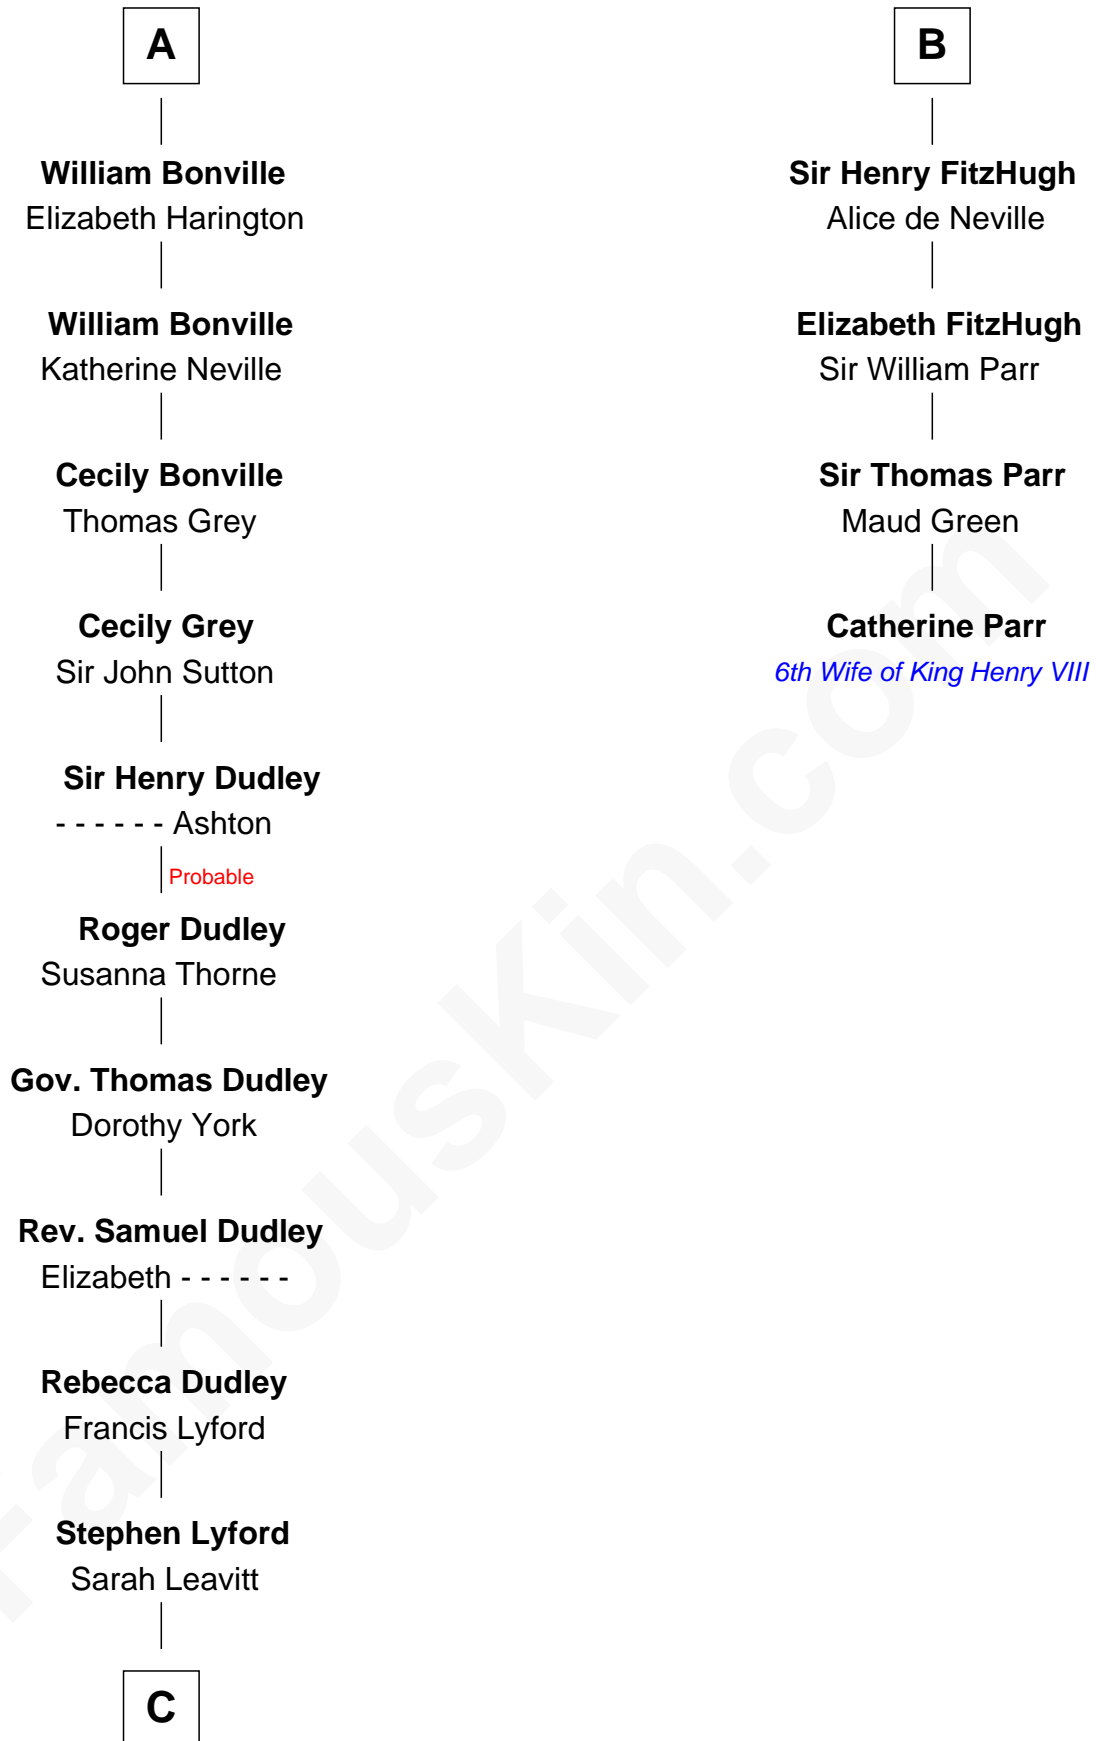 A
William Bonville
Elizabeth Harington
William Bonville
Katherine Neville
Cecily Bonville
Thomas Grey
Cecily Grey
Sir John Sutton
Sir Henry Dudley
- - - - - - Ashton
Probable
Roger Dudley
Susanna Thorne
Gov. Thomas Dudley
Dorothy York
Rev. Samuel Dudley
Elizabeth - - - - - -
Rebecca Dudley
Francis Lyford
Stephen Lyford
Sarah Leavitt
C
B
Sir Henry FitzHugh
Alice de Neville
Elizabeth FitzHugh
Sir William Parr
Sir Thomas Parr
Maud Green
Catherine Parr
6th Wife of King Henry VIII
FamousKin.com